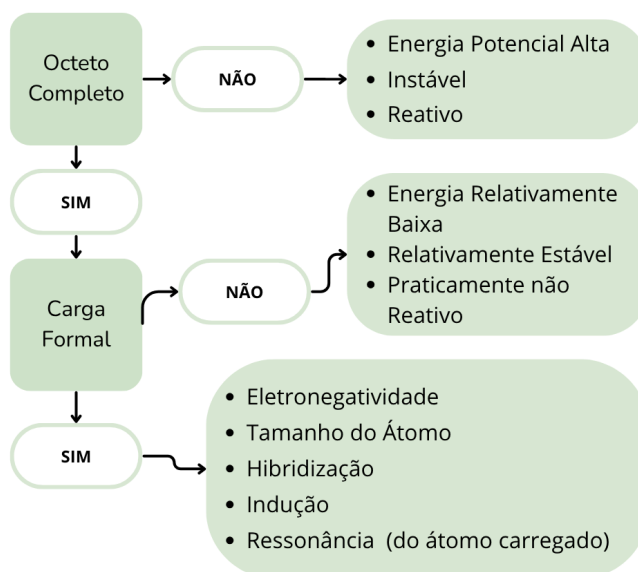 Octeto
Completo
NÃO
• Energia Potencial Alta
• Instável
• Reativo
SIM
Carga
Formal
NÃO
• Energia Relativamente
Baixa
• Relativamente Estável
• Praticamente não
Reativo
SIM
• Eletronegatividade
• Tamanho do Átomo
• Hibridização
• Indução
• Ressonância (do átomo carregado)